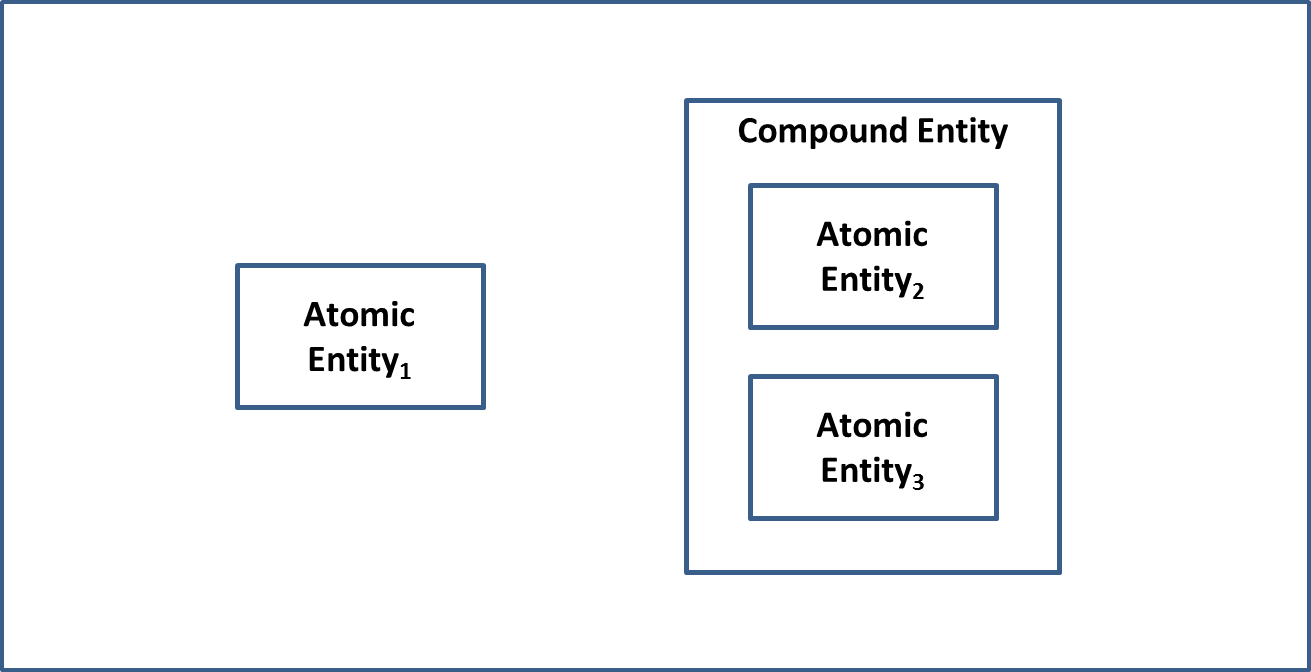 Compound Entity
Atomic
Entity₂
Atomic
Entity₁
Atomic
Entity₃